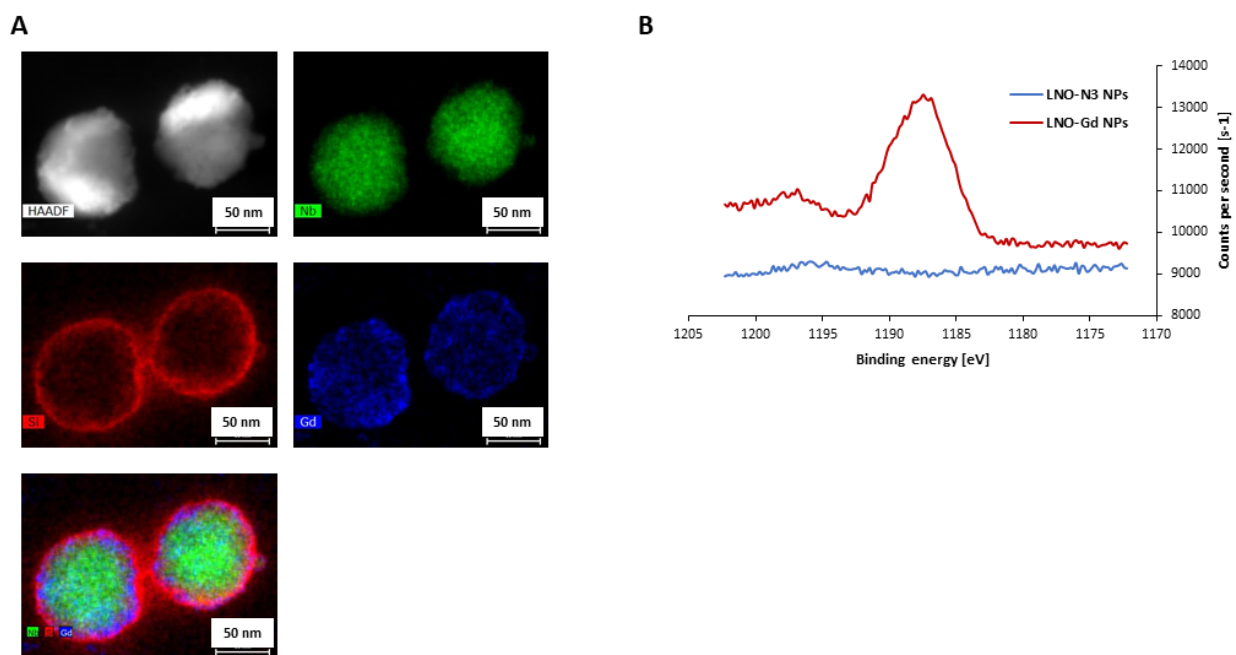 A
B
HAADF
50 nm
Nb
50 nm
Si
50 nm
Gd
50 nm
Nb Gd
50 nm
LNO-N3 NPs
LNO-Gd NPs
14000
13000
12000
11000
10000
9000
8000
Counts per second [s-1]
1205 1200 1195 1190 1185 1180 1175 1170
Binding energy [eV]